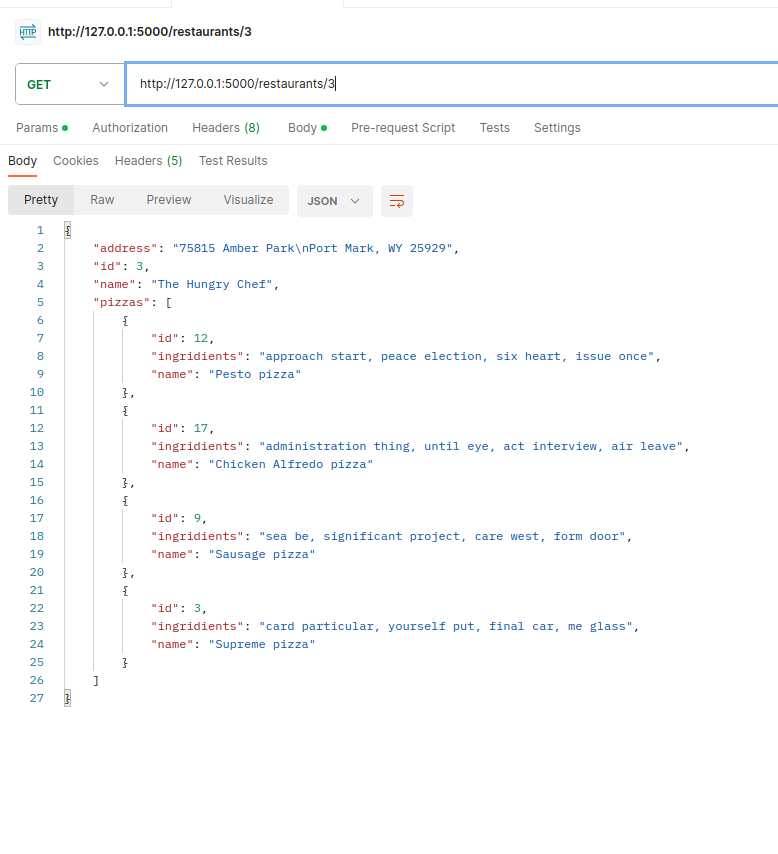 HTTP http://127.0.0.1:5000/restaurants/3
GET http://127.0.0.1:5000/restaurants/3
Params Authorization Headers (8) Body Pre-request Script Tests Settings
Body Cookies Headers (5) Test Results
Pretty Raw Preview Visualize JSON
1 {
2 "address": "75815 Amber Park\nPort Mark, WY 25929",
3 "id": 3,
4 "name": "The Hungry Chef",
5 "pizzas": [
6 {
7 "id": 12,
8 "ingridients": "approach start, peace election, six heart, issue once",
9 "name": "Pesto pizza"
10 },
11 {
12 "id": 17,
13 "ingridients": "administration thing, until eye, act interview, air leave",
14 "name": "Chicken Alfredo pizza"
15 },
16 {
17 "id": 9,
18 "ingridients": "sea be, significant project, care west, form door",
19 "name": "Sausage pizza"
20 },
21 {
22 "id": 3,
23 "ingridients": "card particular, yourself put, final car, me glass",
24 "name": "Supreme pizza"
25 }
26 ]
27 }